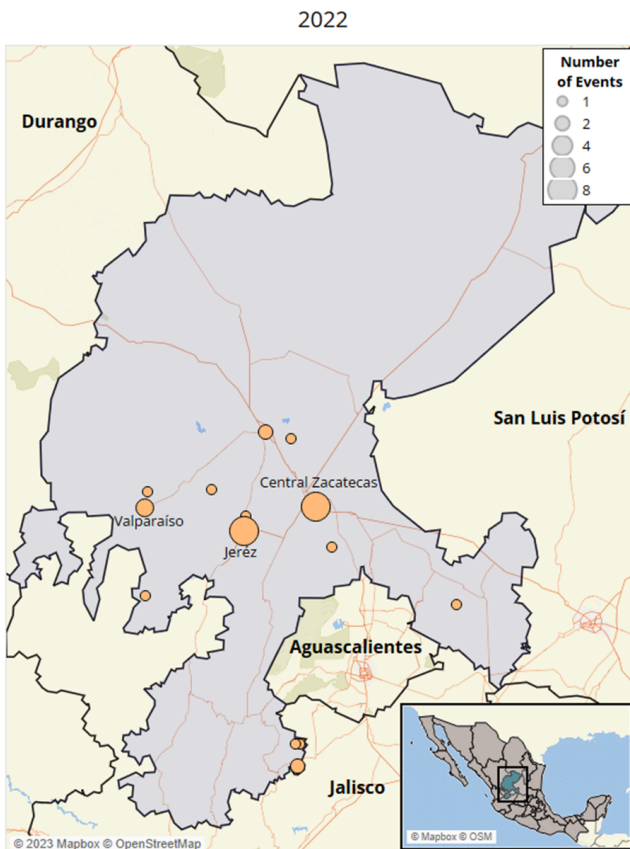 2022
Number
of Events
1
2
4
6
8
Durango
San Luis Potosí
Central Zacatecas
Valparaíso
Jeréz
Aguascalientes
Jalisco
© Mapbox © OSM
© 2023 Mapbox © OpenStreetMap